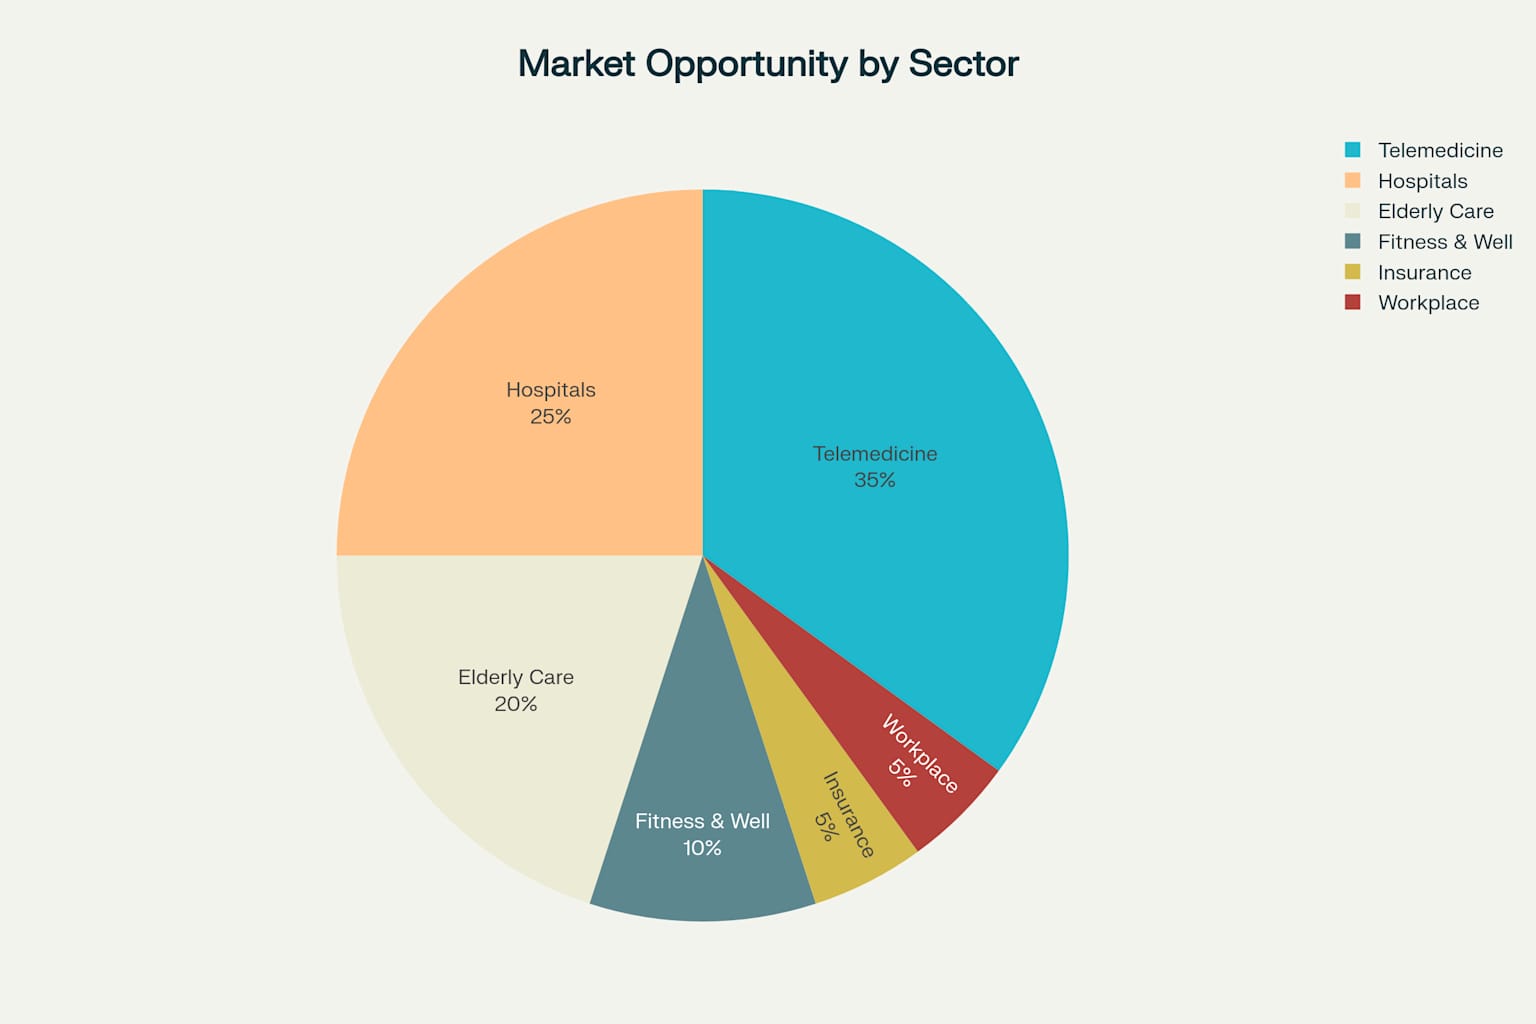 Market Opportunity by Sector
Telemedicine
Hospitals
Elderly Care
Fitness & Well
Insurance
Workplace
Hospitals
25%
Telemedicine
35%
Elderly Care
20%
Workplace
5%
Insurance
5%
Fitness & Well
10%